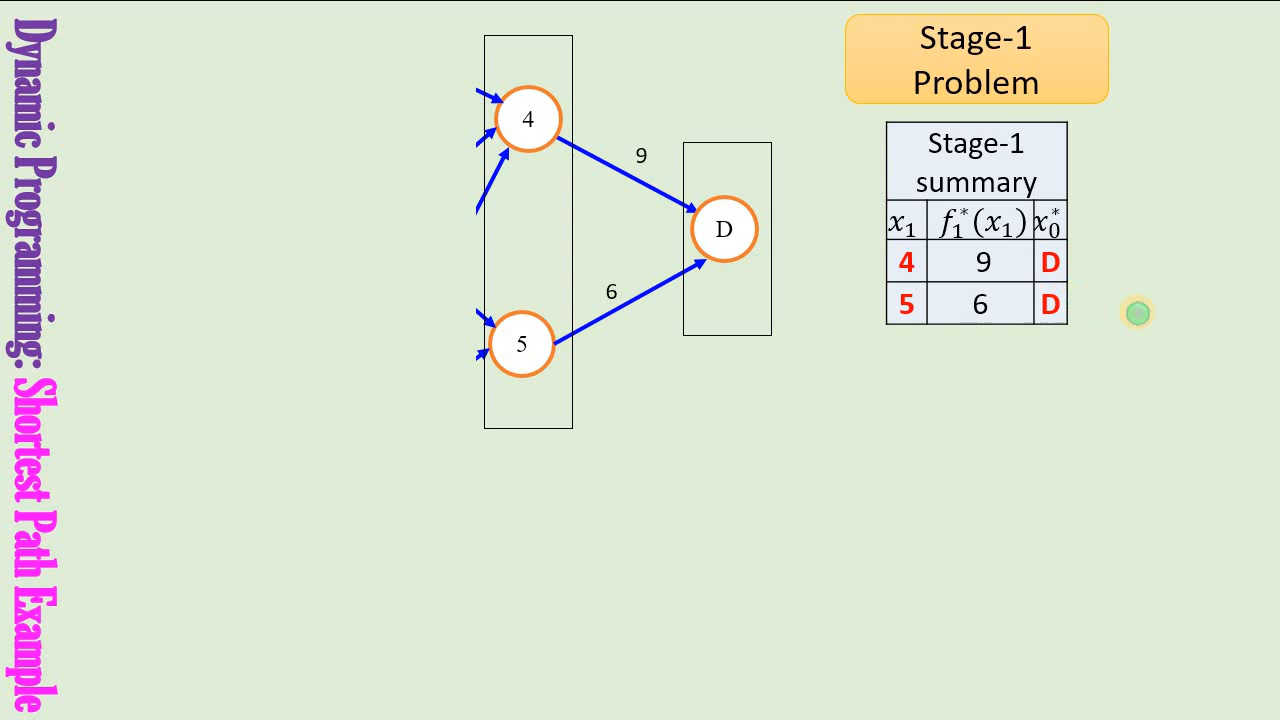 Dynamic Programming: Shortest Path Example
Stage-1
Problem
4
9
D
6
5
Stage-1
summary
x₁ f₁*(x₁) x₀*
4 9 D
5 6 D